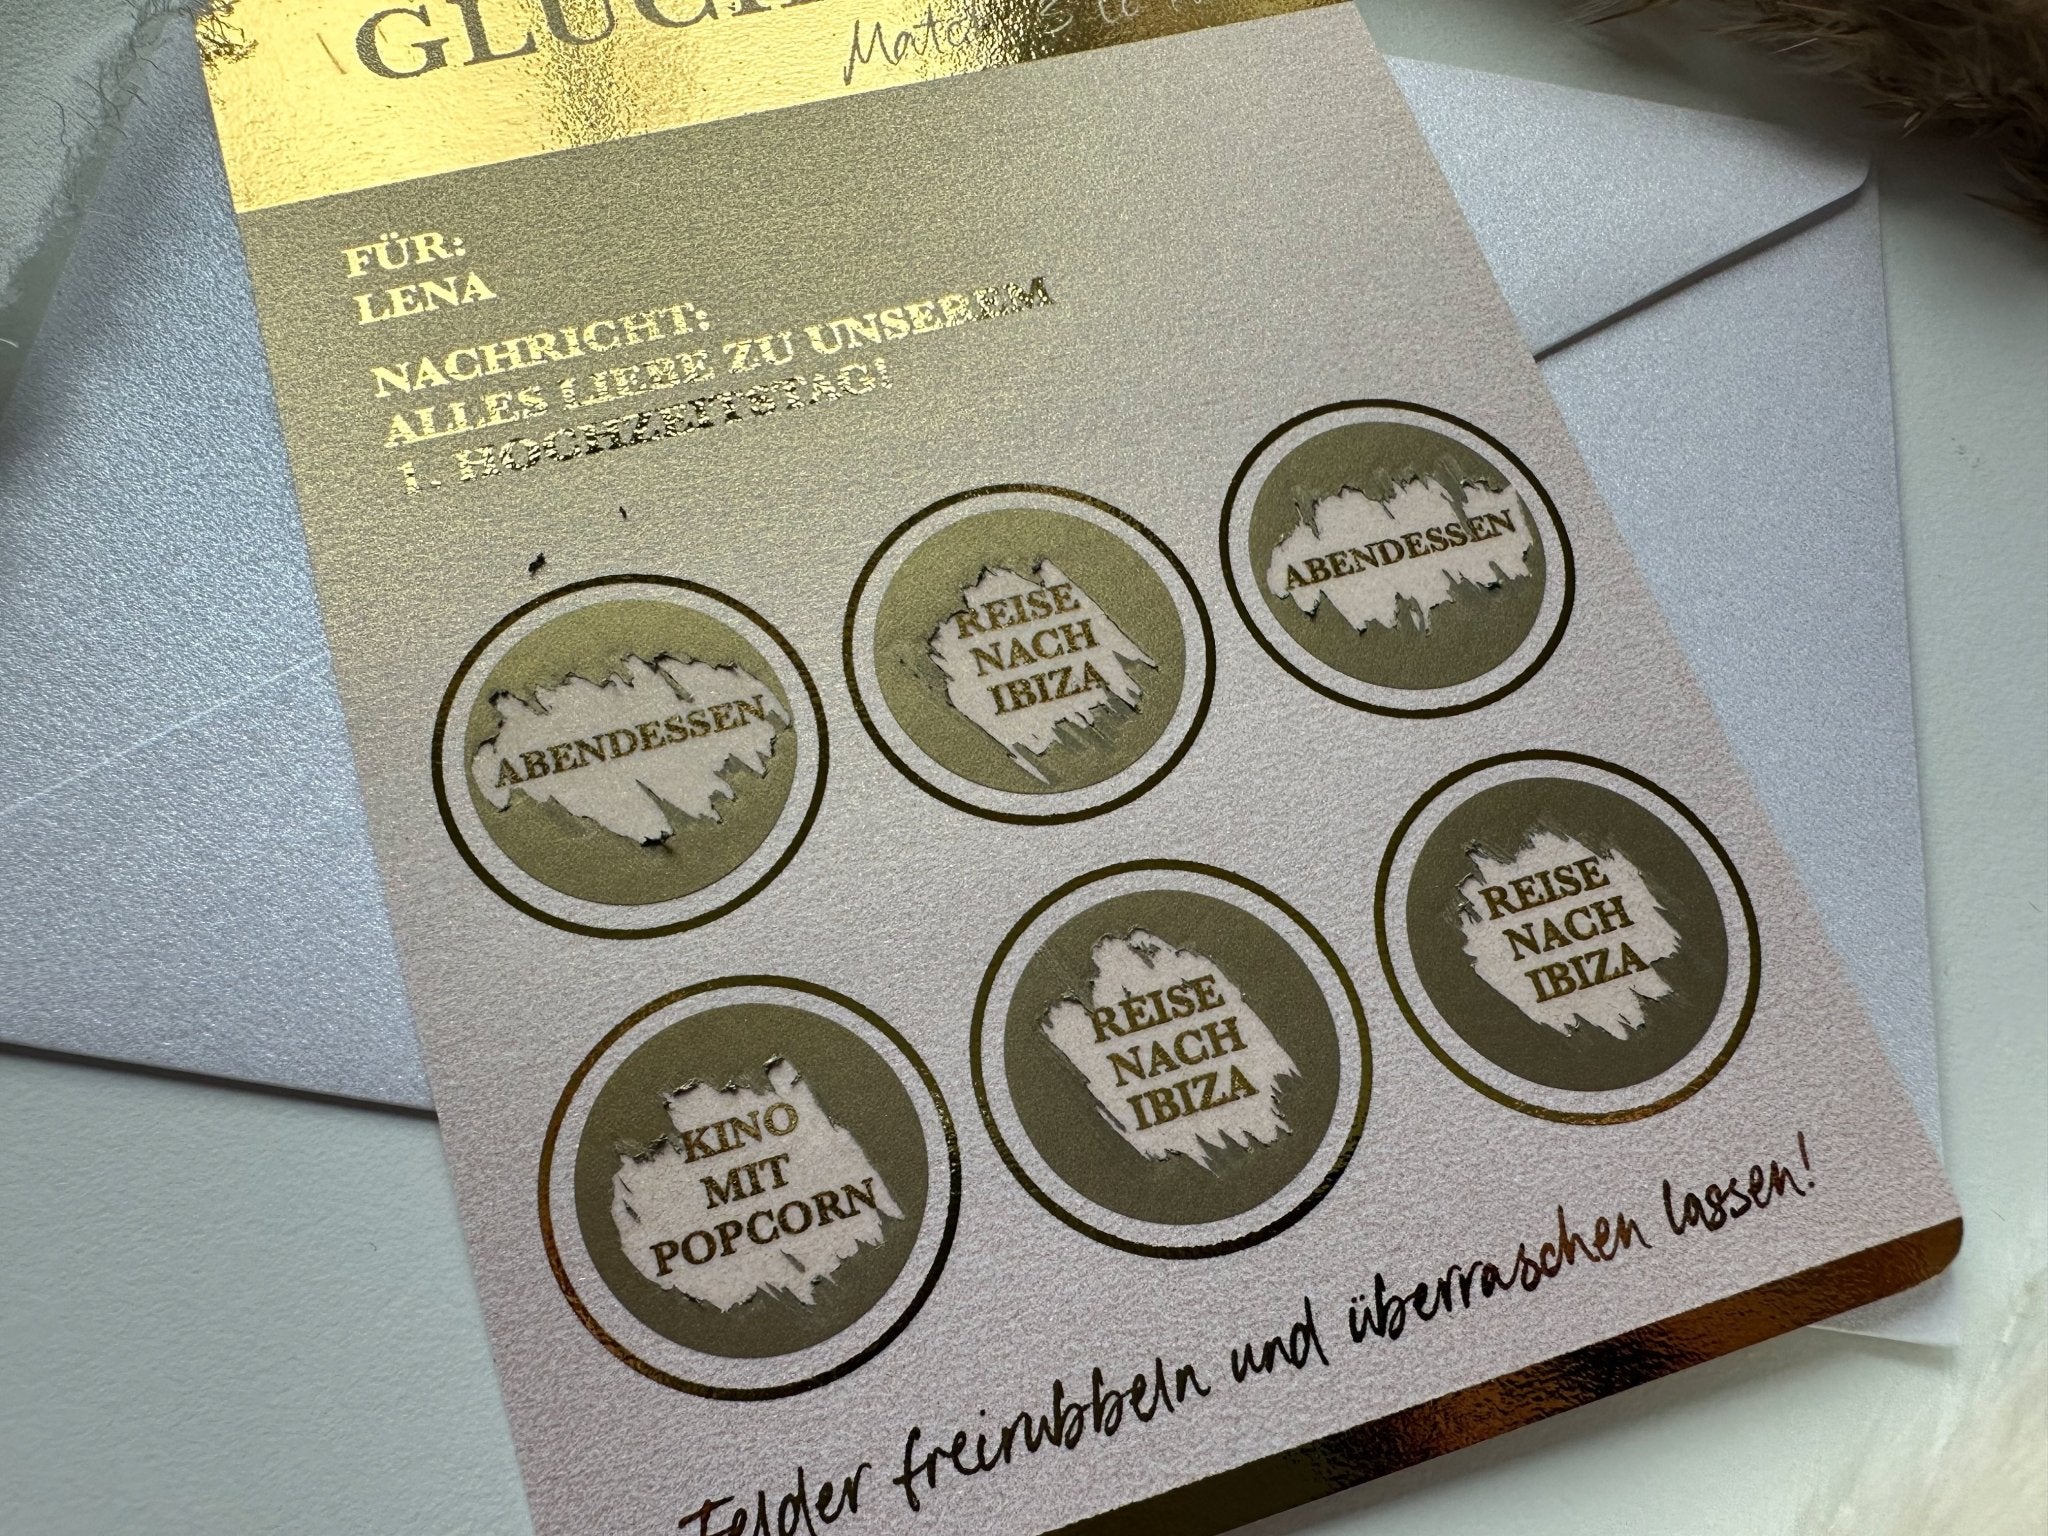 FÜR:
LENA
NACHRICHT:
ALLES LIEBE ZU UNSEREM
1. HOCHZEITSTAG!
ABENDESSEN
REISE
NACH
IBIZA
ABENDESSEN
KINO
MIT
POPCORN
REISE
NACH
IBIZA
REISE
NACH
IBIZA
Felder freirubbeln und überraschen lassen!